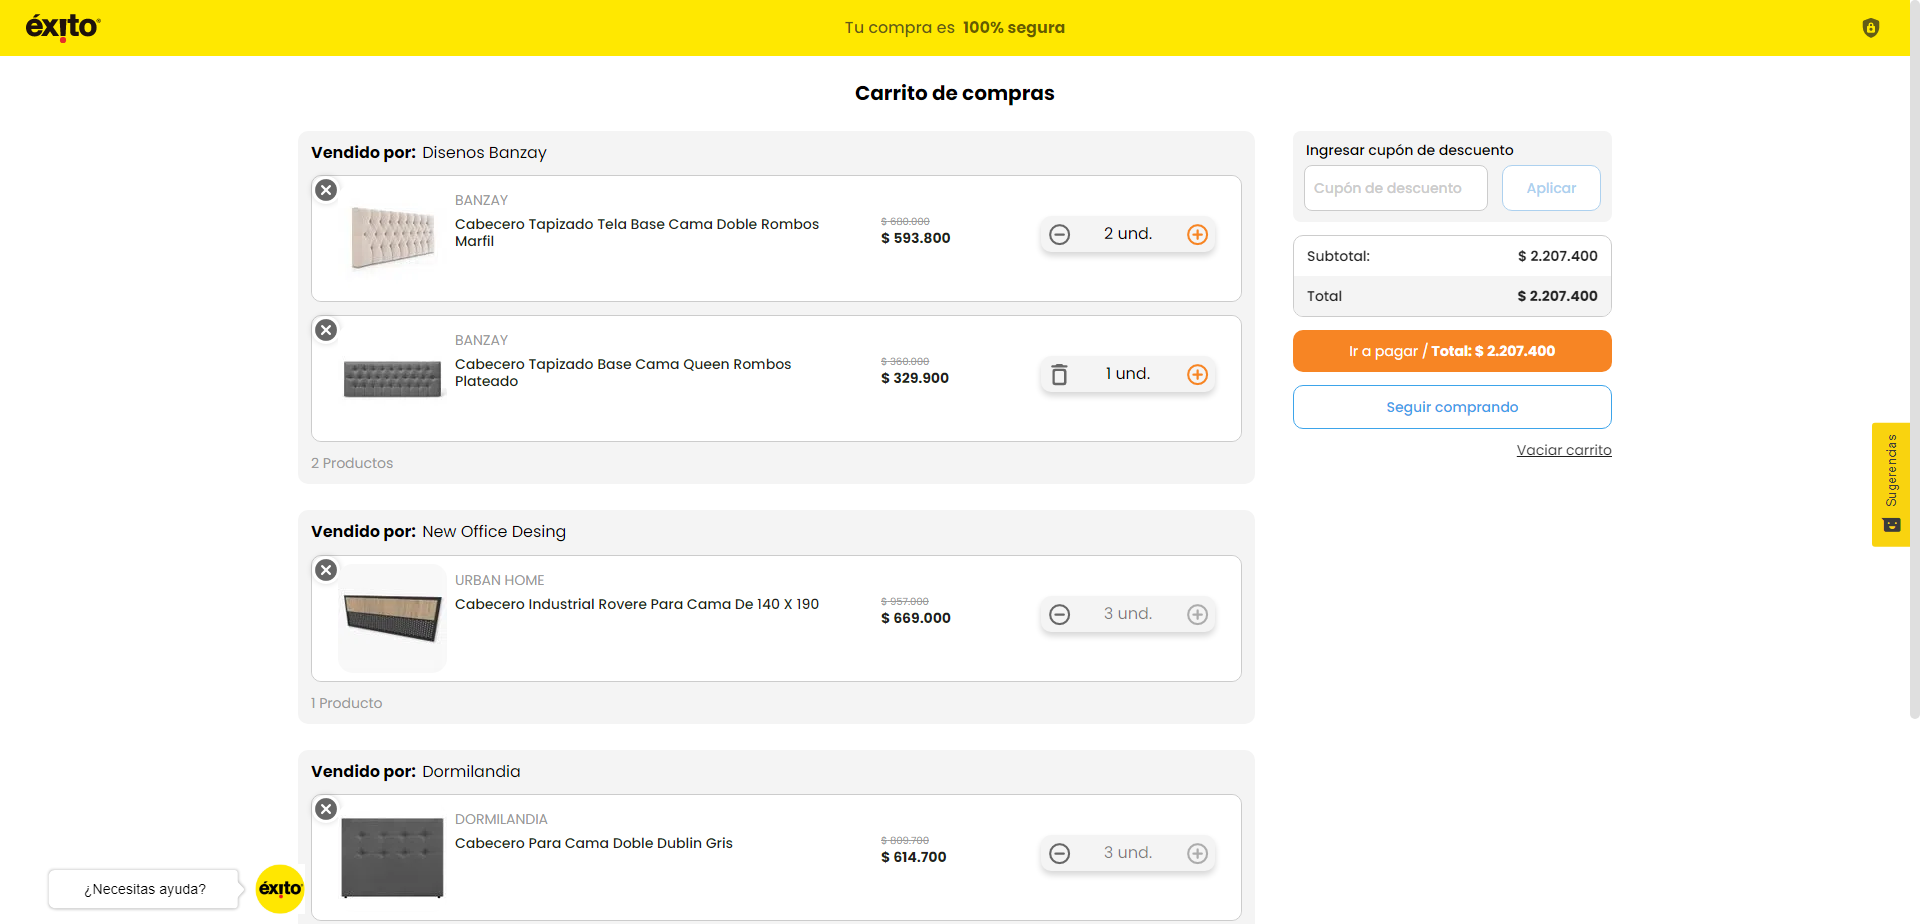 éxito
Tu compra es 100% segura
Carrito de compras
Vendido por: Disenos Banzay
BANZAY
Cabecero Tapizado Tela Base Cama Doble Rombos
Marfil
$ 680.000
$ 593.800
2 und.
BANZAY
Cabecero Tapizado Base Cama Queen Rombos
Plateado
$ 360.000
$ 329.900
1 und.
2 Productos
Vendido por: New Office Desing
URBAN HOME
Cabecero Industrial Rovere Para Cama De 140 X 190
$ 957.000
$ 669.000
3 und.
1 Producto
Vendido por: Dormilandia
DORMILANDIA
Cabecero Para Cama Doble Dublin Gris
$ 809.700
$ 614.700
3 und.
Ingresar cupón de descuento
Cupón de descuento
Aplicar
Subtotal: $ 2.207.400
Total $ 2.207.400
Ir a pagar / Total: $ 2.207.400
Seguir comprando
Vaciar carrito
Sugerendas
¿Necesitas ayuda?
éxito